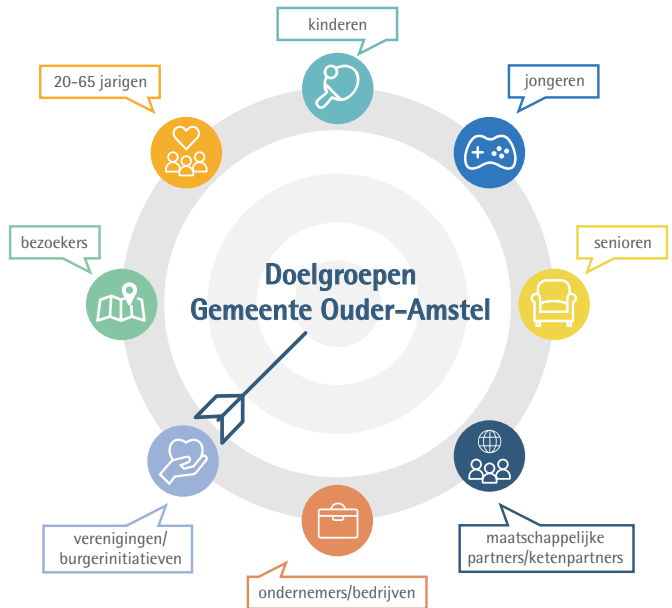 kinderen
20-65 jarigen
jongeren
bezoekers
senioren
Doelgroepen
Gemeente Ouder-Amstel
verenigingen/
burgerinitiatieven
maatschappelijke
partners/ketenpartners
ondernemers/bedrijven